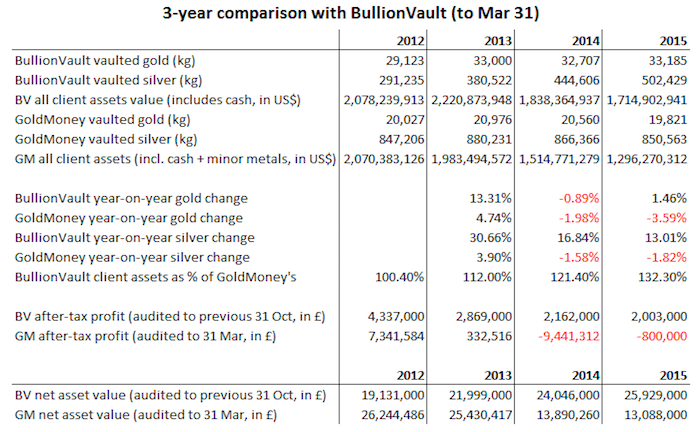 3-year comparison with BullionVault (to Mar 31)
2012 2013 2014 2015
BullionVault vaulted gold (kg) 29,123 33,000 32,707 33,185
BullionVault vaulted silver (kg) 291,235 380,522 444,606 502,429
BV all client assets value (includes cash, in US$) 2,078,239,913 2,220,873,948 1,838,364,937 1,714,902,941
GoldMoney vaulted gold (kg) 20,027 20,976 20,560 19,821
GoldMoney vaulted silver (kg) 847,206 880,231 866,366 850,563
GM all client assets (incl. cash + minor metals, in US$) 2,070,383,126 1,983,494,572 1,514,771,279 1,296,270,312
BullionVault year-on-year gold change 13.31% -0.89% 1.46%
GoldMoney year-on-year gold change 4.74% -1.98% -3.59%
BullionVault year-on-year silver change 30.66% 16.84% 13.01%
GoldMoney year-on-year silver change 3.90% -1.58% -1.82%
BullionVault client assets as % of GoldMoney's 100.40% 112.00% 121.40% 132.30%
BV after-tax profit (audited to previous 31 Oct, in £) 4,337,000 2,869,000 2,162,000 2,003,000
GM after-tax profit (audited to 31 Mar, in £) 7,341,584 332,516 -9,441,312 -800,000
2012 2013 2014 2015
BV net asset value (audited to previous 31 Oct, in £) 19,131,000 21,999,000 24,046,000 25,929,000
GM net asset value (audited to 31 Mar, in £) 26,244,486 25,430,417 13,890,260 13,088,000